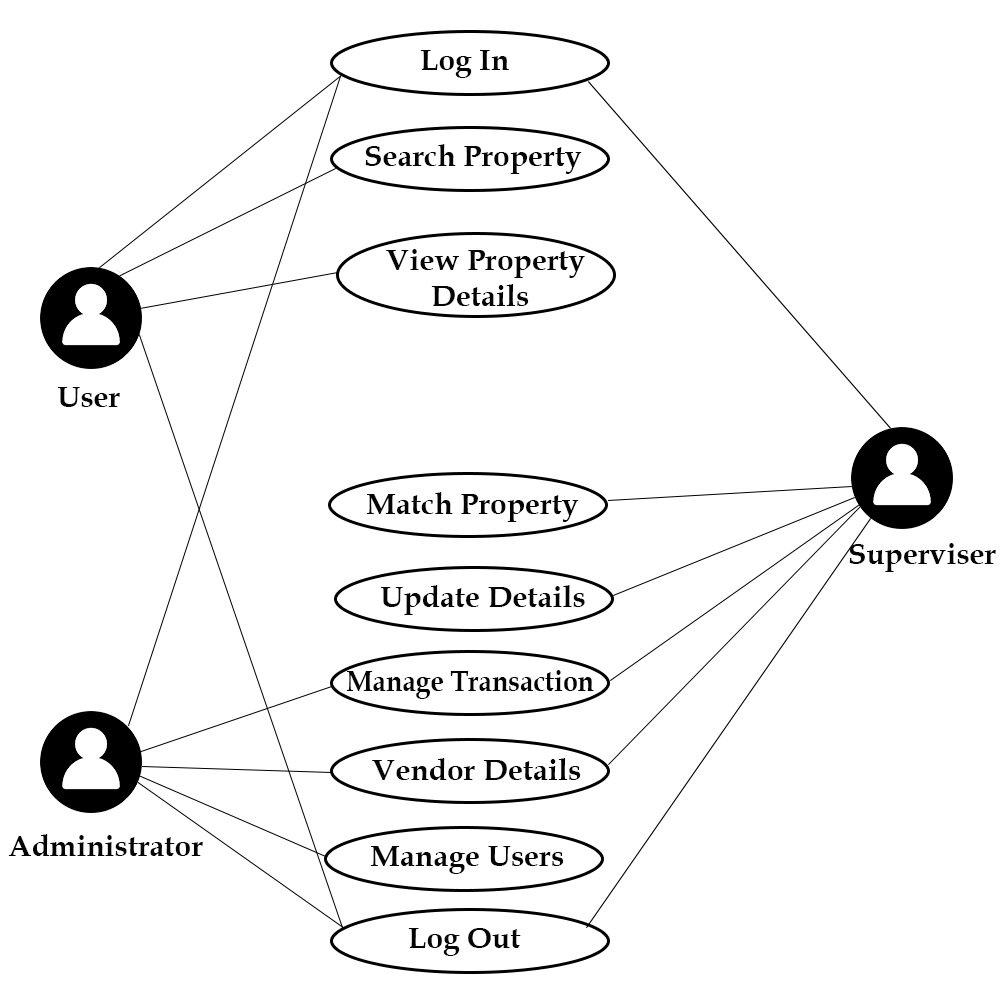 Log In
Search Property
View Property
Details
User
Match Property
Superviser
Update Details
Manage Transaction
Vendor Details
Administrator
Manage Users
Log Out